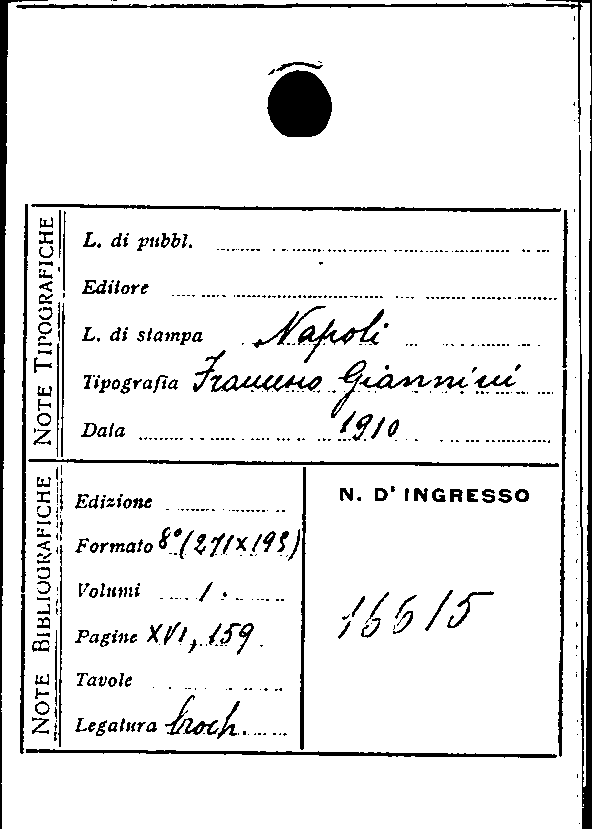 NOTE TIPOGRAFICHE
L. di pubbl.
Editore
L. di stampa Napoli
Tipografia Francesco Giannini
Data 1910
NOTE BIBLIOGRAFICHE
Edizione
Formato 8° (271×193)
Volumi 1.
Pagine XVI, 159
Tavole
Legatura broch.
N. D' INGRESSO
16615